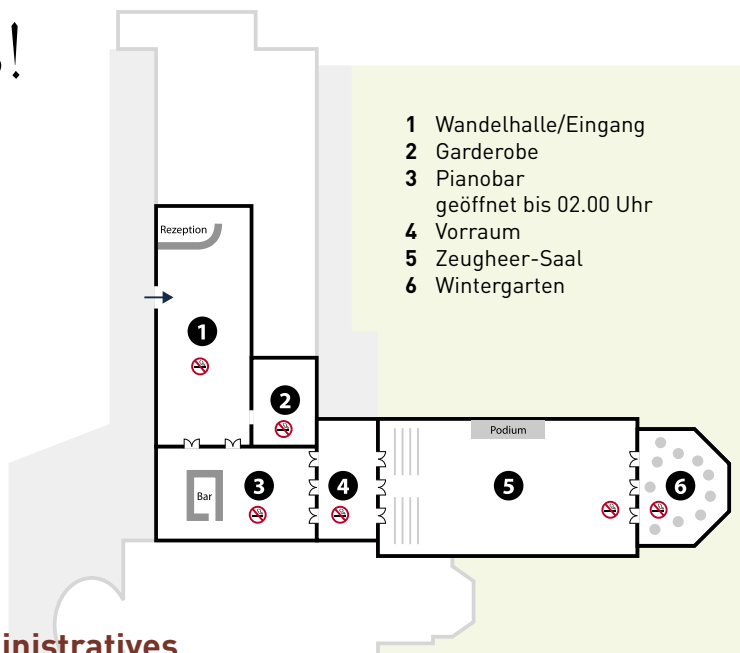 !
1 Wandelhalle/Eingang
2 Garderobe
3 Pianobar
geöffnet bis 02.00 Uhr
4 Vorraum
5 Zeugheer-Saal
6 Wintergarten
Rezeption
1
2
Podium
Bar
3
4
5
6